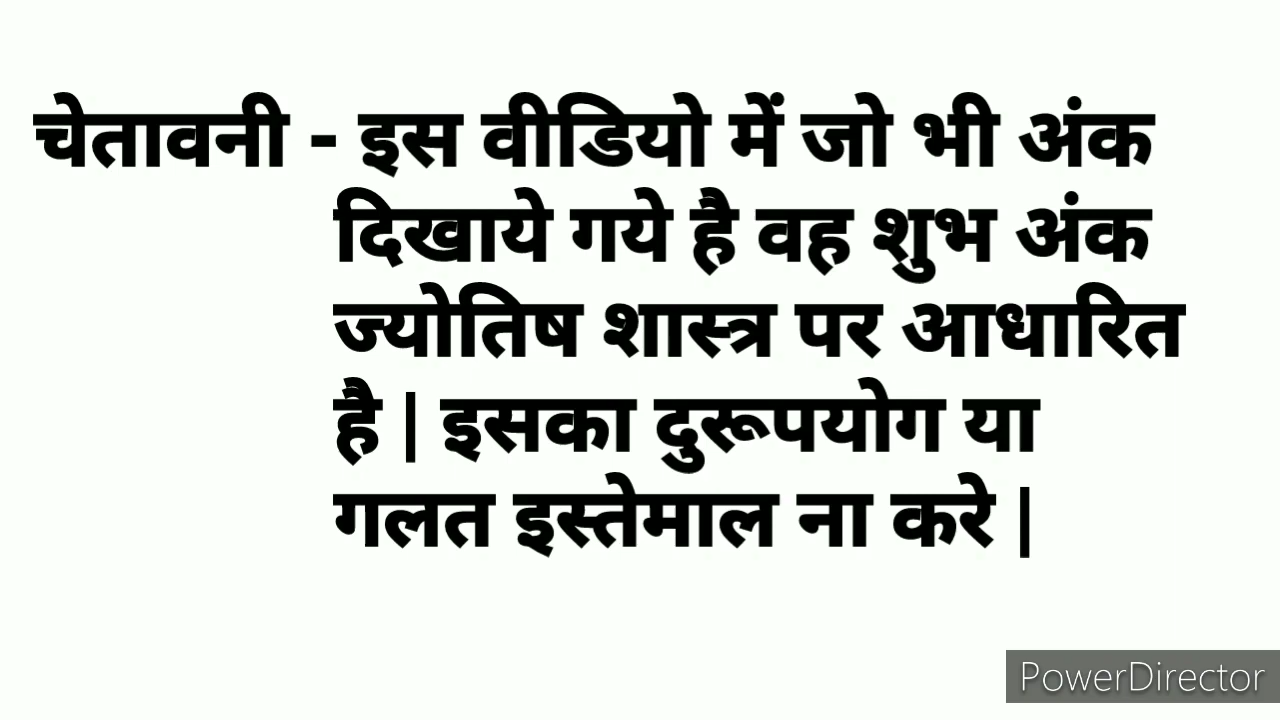 चेतावनी - इस वीडियो में जो भी अंक
दिखाये गये है वह शुभ अंक
ज्योतिष शास्त्र पर आधारित
है | इसका दुरूपयोग या
गलत इस्तेमाल ना करे |
PowerDirector